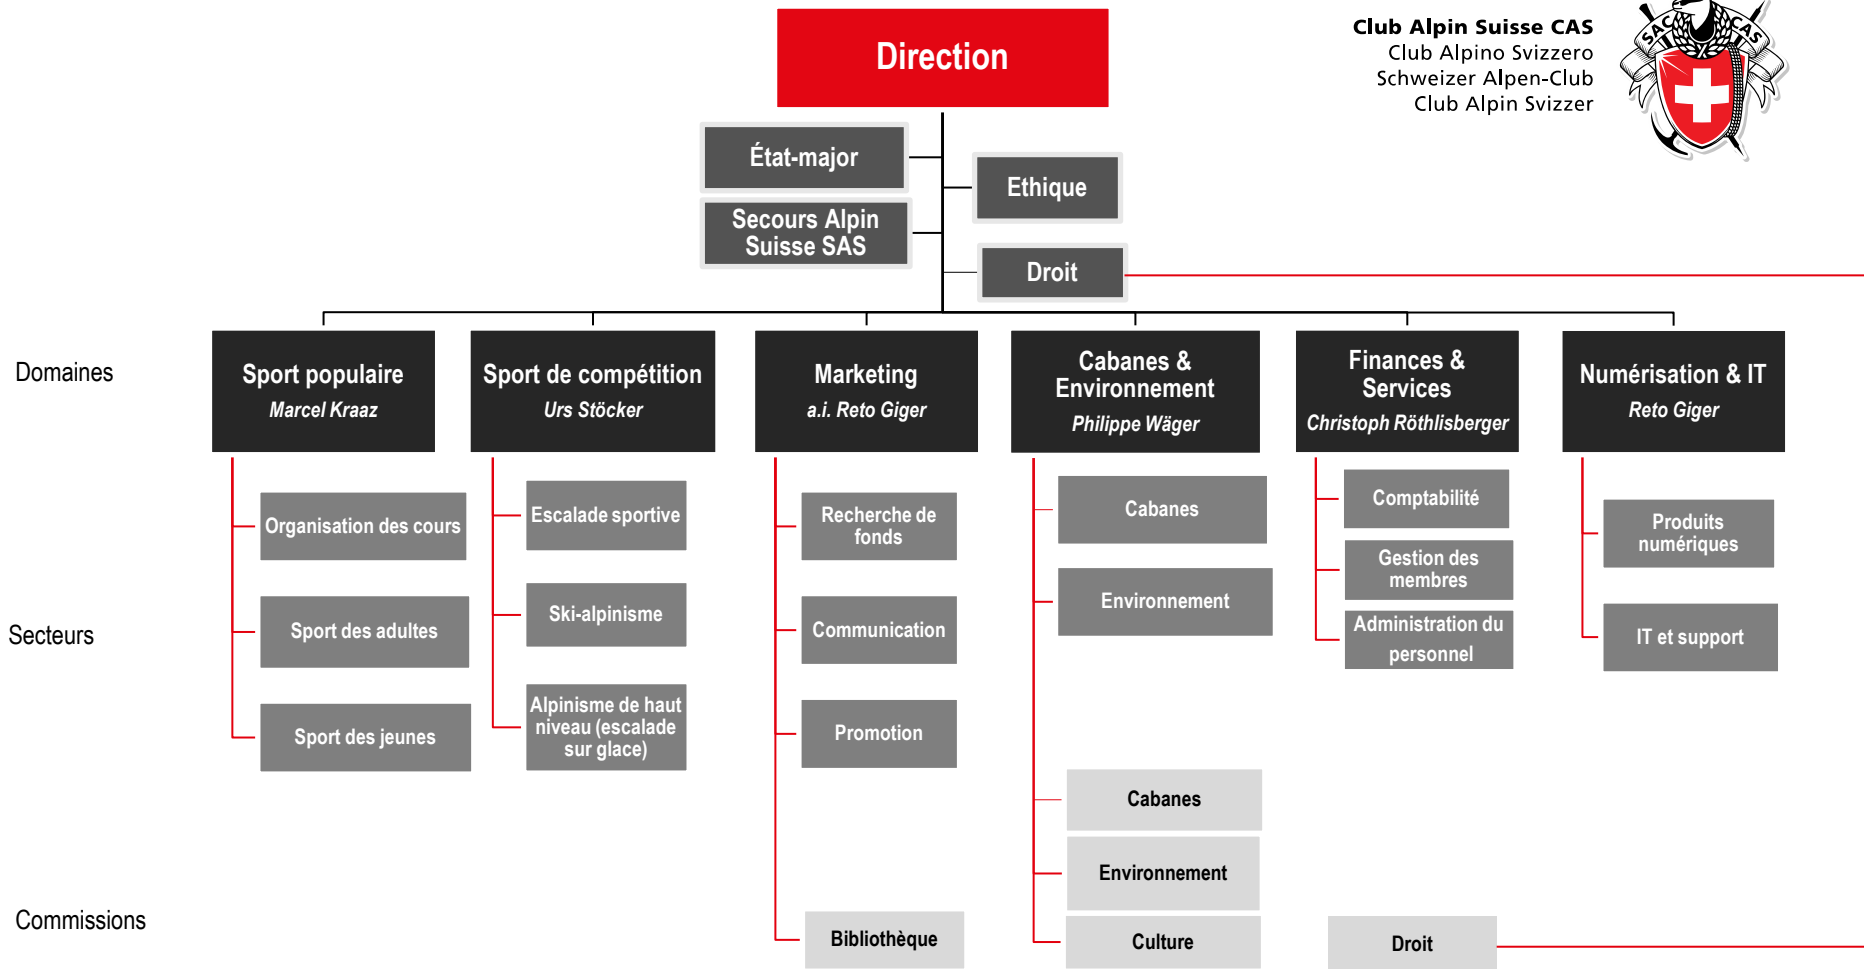 Direction
Club Alpin Suisse CAS
Club Alpino Svizzero
Schweizer Alpen-Club
Club Alpin Svizzer
SAC
CAS
État-major
Ethique
Secours Alpin
Suisse SAS
Droit
Domaines
Sport populaire
Marcel Kraaz
Sport de compétition
Urs Stöcker
Marketing
a.i. Reto Giger
Cabanes &
Environnement
Philippe Wäger
Finances &
Services
Christoph Röthlisberger
Numérisation & IT
Reto Giger
Secteurs
Organisation des cours
Sport des adultes
Sport des jeunes
Escalade sportive
Ski-alpinisme
Alpinisme de haut
niveau (escalade
sur glace)
Recherche de
fonds
Communication
Promotion
Cabanes
Environnement
Comptabilité
Gestion des
membres
Administration du
personnel
Produits
numériques
IT et support
Commissions
Bibliothèque
Cabanes
Environnement
Culture
Droit